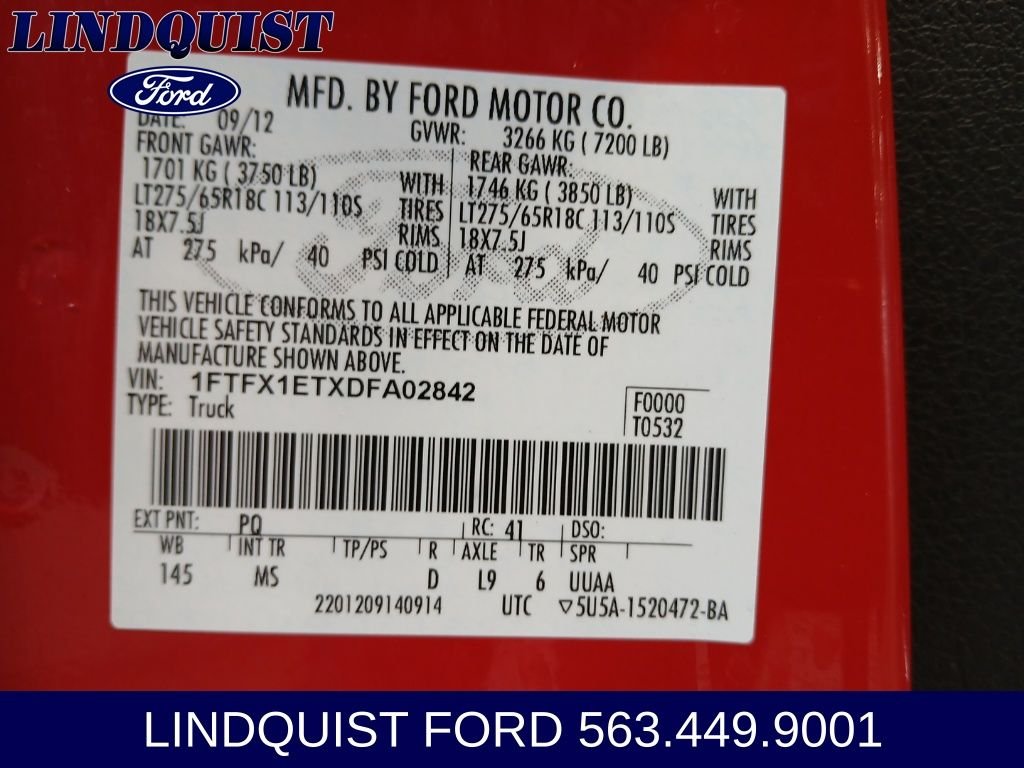 LINDQUIST
Ford
MFD. BY FORD MOTOR CO.
DATE: 09/12 GVWR: 3266 KG ( 7200 LB)
FRONT GAWR: REAR GAWR:
1701 KG ( 3750 LB) WITH 1746 KG ( 3850 LB) WITH
LT275/65R18C 113/110S TIRES LT275/65R18C 113/110S TIRES
18X7.5J RIMS 18X7.5J RIMS
AT 275 kPa/ 40 PSI COLD AT 275 kPa/ 40 PSI COLD
THIS VEHICLE CONFORMS TO ALL APPLICABLE FEDERAL MOTOR
VEHICLE SAFETY STANDARDS IN EFFECT ON THE DATE OF
MANUFACTURE SHOWN ABOVE.
VIN: 1FTFX1ETXDFA02842
TYPE: Truck
F0000
T0532
EXT PNT: PQ RC: 41 DSO:
WB INT TR TP/PS R AXLE TR SPR
145 MS D L9 6 UUAA
2201209140914 UTC ▽5U5A-1520472-BA
LINDQUIST FORD 563.449.9001